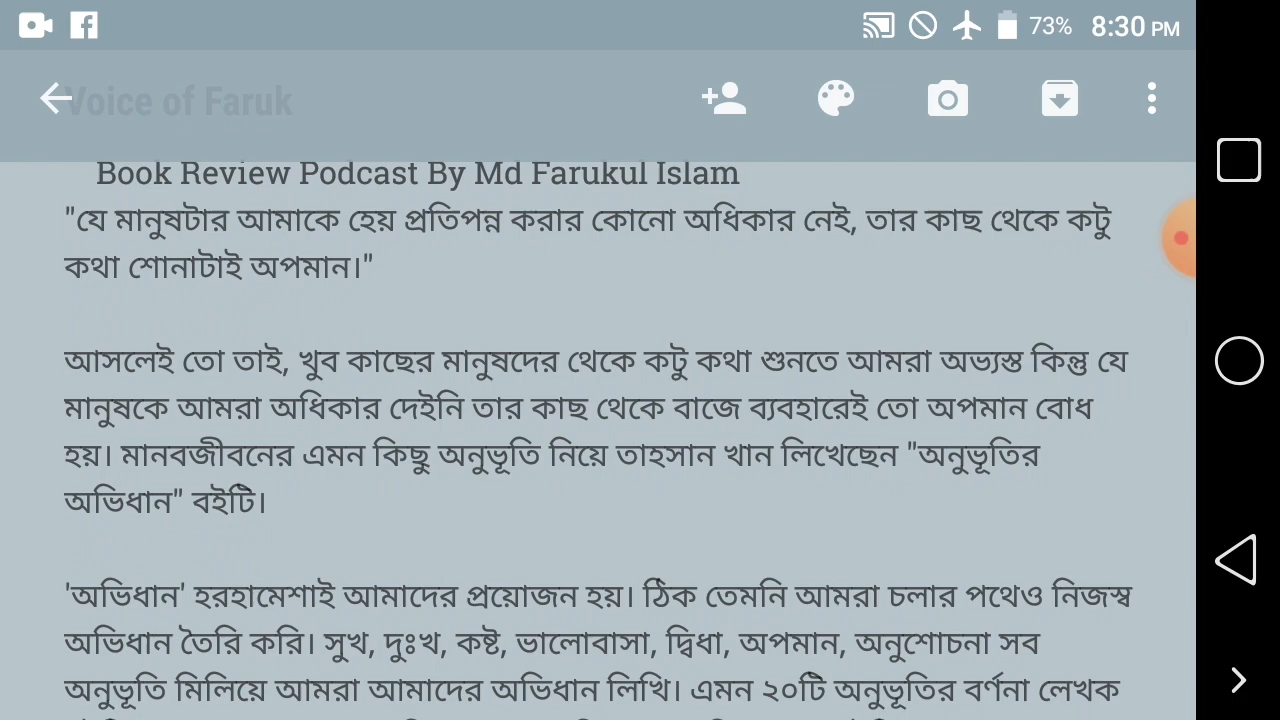 73% 8:30 PM
Voice of Faruk
Book Review Podcast By Md Farukul Islam
"যে মানুষটার আমাকে হেয় প্রতিপন্ন করার কোনো অধিকার নেই, তার কাছ থেকে কটু
কথা শোনাটাই অপমান।"
আসলেই তো তাই, খুব কাছের মানুষদের থেকে কটু কথা শুনতে আমরা অভ্যস্ত কিন্তু যে
মানুষকে আমরা অধিকার দেইনি তার কাছ থেকে বাজে ব্যবহারেই তো অপমান বোধ
হয়। মানবজীবনের এমন কিছু অনুভূতি নিয়ে তাহসান খান লিখেছেন "অনুভূতির
অভিধান" বইটি।
'অভিধান' হরহামেশাই আমাদের প্রয়োজন হয়। ঠিক তেমনি আমরা চলার পথেও নিজস্ব
অভিধান তৈরি করি। সুখ, দুঃখ, কষ্ট, ভালোবাসা, দ্বিধা, অপমান, অনুশোচনা সব
অনুভূতি মিলিয়ে আমরা আমাদের অভিধান লিখি। এমন ২০টি অনুভূতির বর্ণনা লেখক